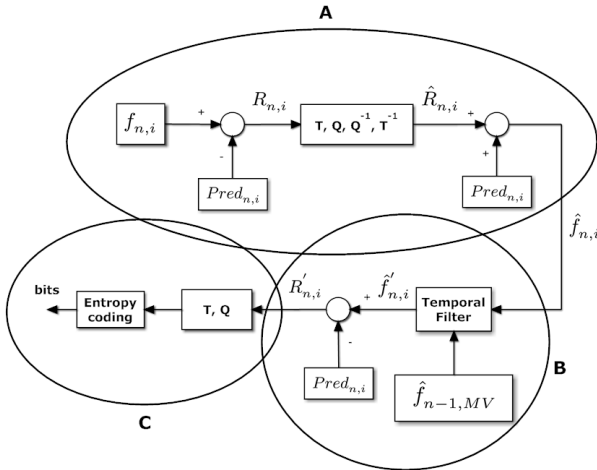 A
R_{n,i}
\hat{R}_{n,i}
f_{n,i}
+
-
T, Q, Q^{-1}, T^{-1}
+
+
Pred_{n,i}
Pred_{n,i}
\hat{f}_{n,i}
bits
Entropy
coding
T, Q
R'_{n,i}
+
-
\hat{f}'_{n,i}
Temporal
Filter
Pred_{n,i}
\hat{f}_{n-1,MV}
B
C